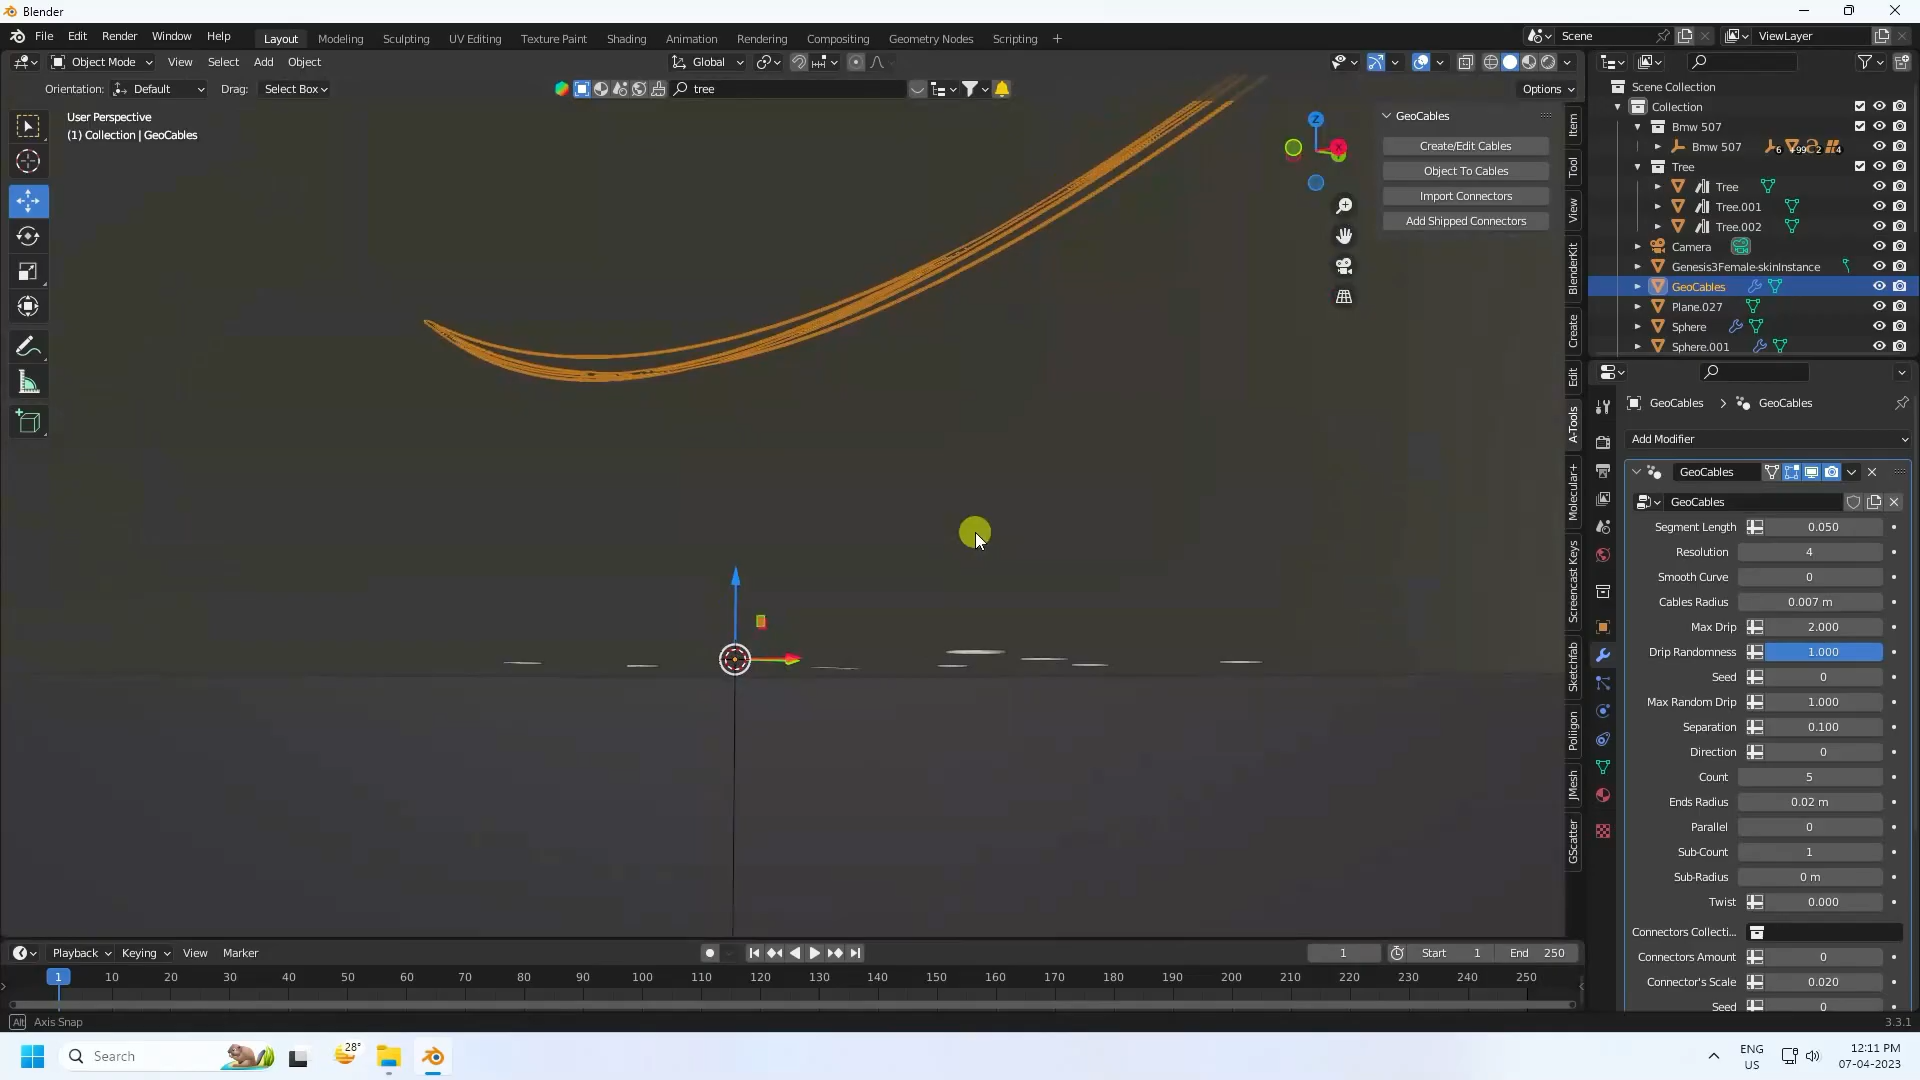 Blender
File Edit Render Window Help Layout Modeling Sculpting UV Editing Texture Paint Shading Animation Rendering Compositing Geometry Nodes Scripting + Scene ViewLayer
Object Mode View Select Add Object Global
Orientation: Default Drag: Select Box tree Options
User Perspective
(1) Collection | GeoCables
GeoCables
Create/Edit Cables
Object To Cables
Import Connectors
Add Shipped Connectors
Z
X
Item
Tool
View
BlenderKit
Create
Edit
A-Tools
Molecular+
Screencast Keys
Sketchfab
Poliigon
JMesh
GScatter
Scene Collection
Collection
Bmw 507
Bmw 507 6 +99 2 4
Tree
Tree
Tree.001
Tree.002
Camera
Genesis3Female-skinInstance
GeoCables
Plane.027
Sphere
Sphere.001
GeoCables > GeoCables
Add Modifier
GeoCables
GeoCables
Segment Length 0.050
Resolution 4
Smooth Curve 0
Cables Radius 0.007 m
Max Drip 2.000
Drip Randomness 1.000
Seed 0
Max Random Drip 1.000
Separation 0.100
Direction 0
Count 5
Ends Radius 0.02 m
Parallel 0
Sub-Count 1
Sub-Radius 0 m
Twist 0.000
Connectors Collecti...
Connectors Amount 0
Connector's Scale 0.020
Seed 0
Playback Keying View Marker 1 Start 1 End 250
1 10 20 30 40 50 60 70 80 90 100 110 120 130 140 150 160 170 180 190 200 210 220 230 240 250
Alt Axis Snap 3.3.1
Search 28° ENG US 12:11 PM 07-04-2023